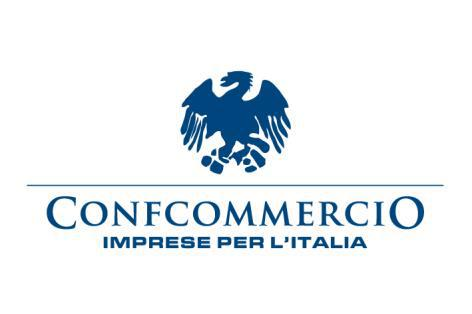 CONFCOMMERCIO
IMPRESE PER L'ITALIA